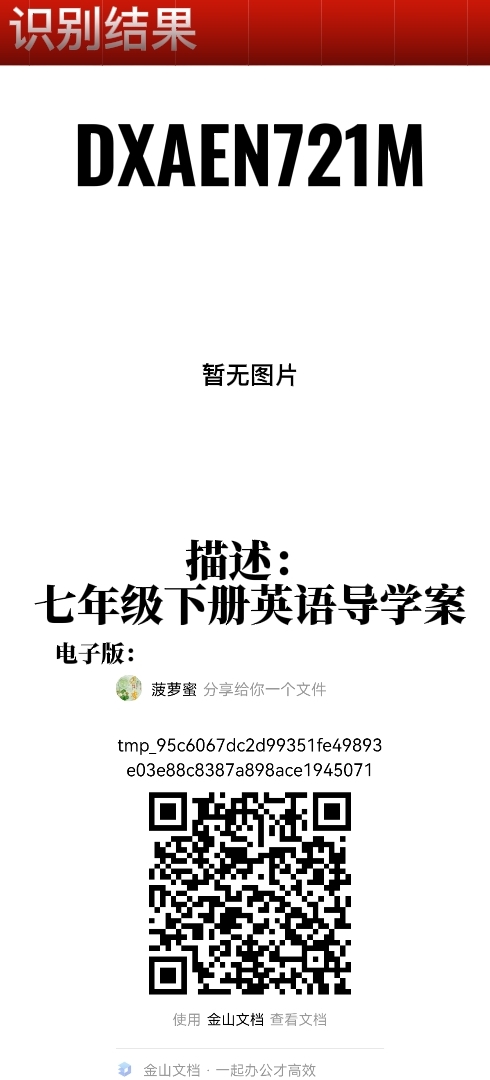 识别结果
DXAEN721M
暂无图片
描述：
七年级下册英语导学案
电子版：
菠萝蜜 分享给你一个文件
tmp_95c6067dc2d99351fe49893
e03e88c8387a898ace1945071
使用 金山文档 查看文档
金山文档 · 一起办公才高效